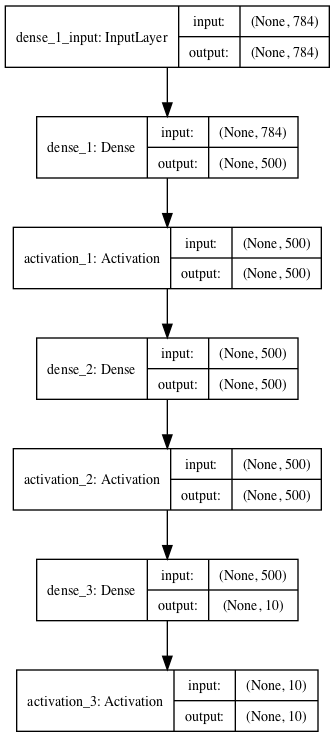 dense_1_input: InputLayer
input: (None, 784)
output: (None, 784)
dense_1: Dense
input: (None, 784)
output: (None, 500)
activation_1: Activation
input: (None, 500)
output: (None, 500)
dense_2: Dense
input: (None, 500)
output: (None, 500)
activation_2: Activation
input: (None, 500)
output: (None, 500)
dense_3: Dense
input: (None, 500)
output: (None, 10)
activation_3: Activation
input: (None, 10)
output: (None, 10)